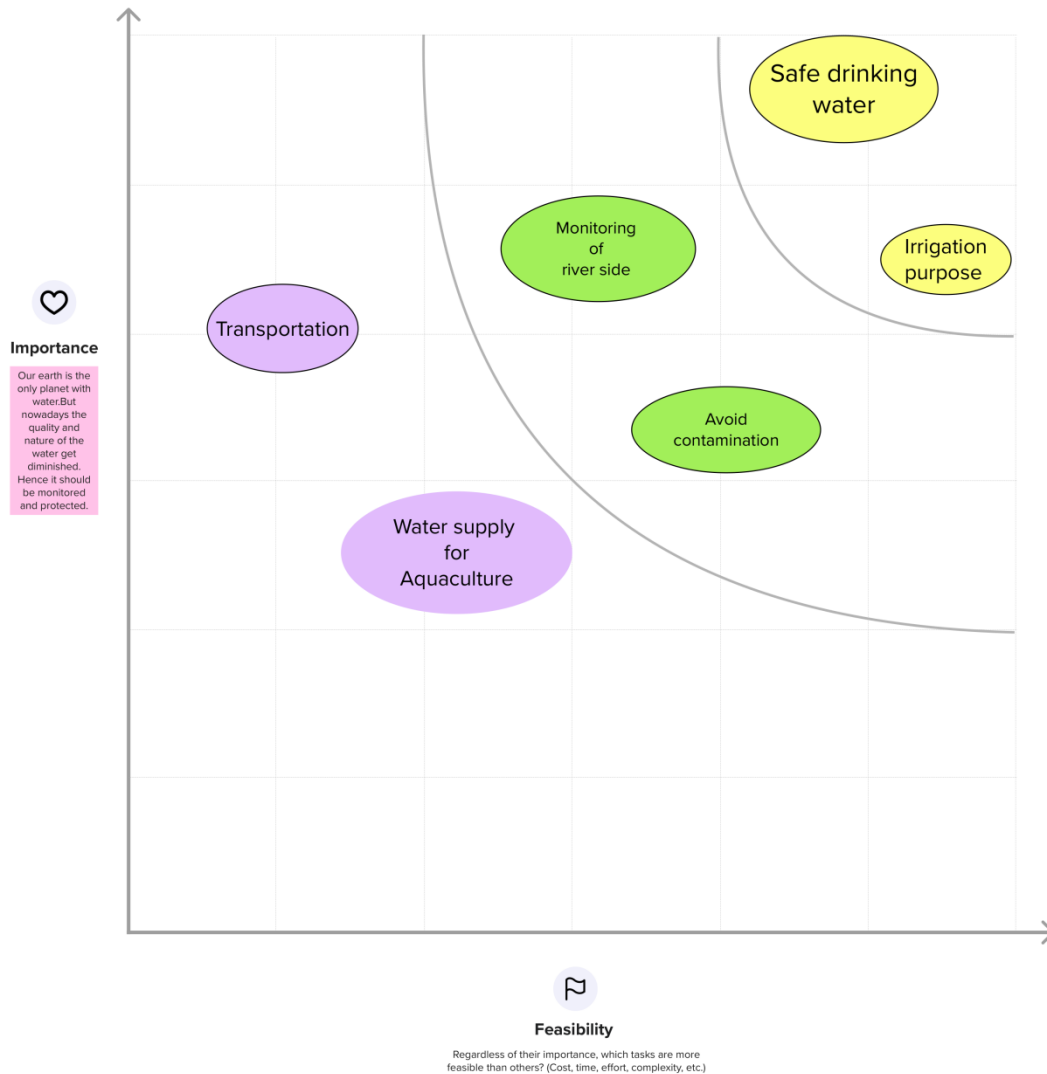 Safe drinking
water
Monitoring
of
river side
Irrigation
purpose
Transportation
Importance
Our earth is the
only planet with
water.But
nowadays the
quality and
nature of the
water get
diminished.
Hence it should
be monitored
and protected.
Avoid
contamination
Water supply
for
Aquaculture
Feasibility
Regardless of their importance, which tasks are more
feasible than others? (Cost, time, effort, complexity, etc.)